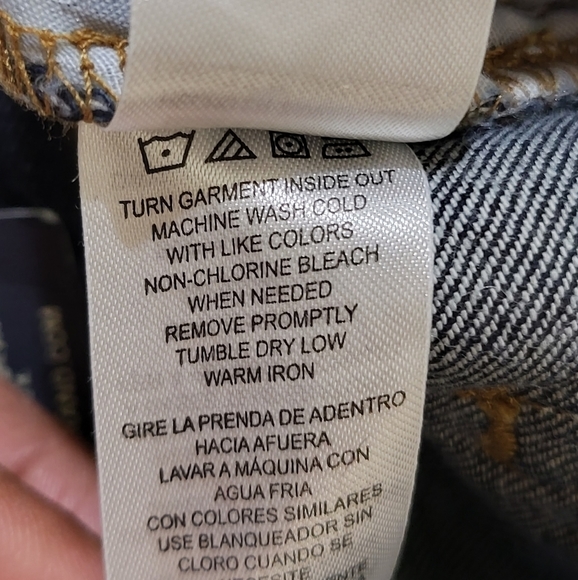 TURN GARMENT INSIDE OUT
MACHINE WASH COLD
WITH LIKE COLORS
NON-CHLORINE BLEACH
WHEN NEEDED
REMOVE PROMPTLY
TUMBLE DRY LOW
WARM IRON
GIRE LA PRENDA DE ADENTRO
HACIA AFUERA
LAVAR A MÁQUINA CON
AGUA FRIA
CON COLORES SIMILARES
USE BLANQUEADOR SIN
CLORO CUANDO SE